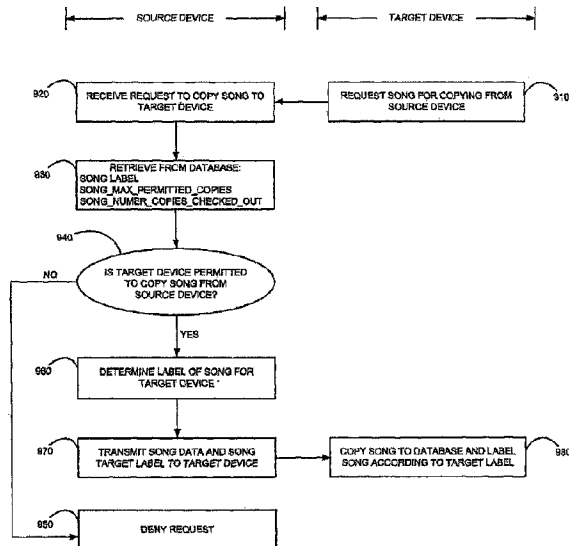 SOURCE DEVICE
TARGET DEVICE
920
RECEIVE REQUEST TO COPY SONG TO
TARGET DEVICE
REQUEST SONG FOR COPYING FROM
SOURCE DEVICE
910
930
RETRIEVE FROM DATABASE:
SONG LABEL
SONG_MAX_PERMITTED_COPIES
SONG_NUMER_COPIES_CHECKED_OUT
940
NO
IS TARGET DEVICE PERMITTED
TO COPY SONG FROM
SOURCE DEVICE?
YES
960
DETERMINE LABEL OF SONG FOR
TARGET DEVICE
970
TRANSMIT SONG DATA AND SONG
TARGET LABEL TO TARGET DEVICE
COPY SONG TO DATABASE AND LABEL
SONG ACCORDING TO TARGET LABEL
980
950
DENY REQUEST